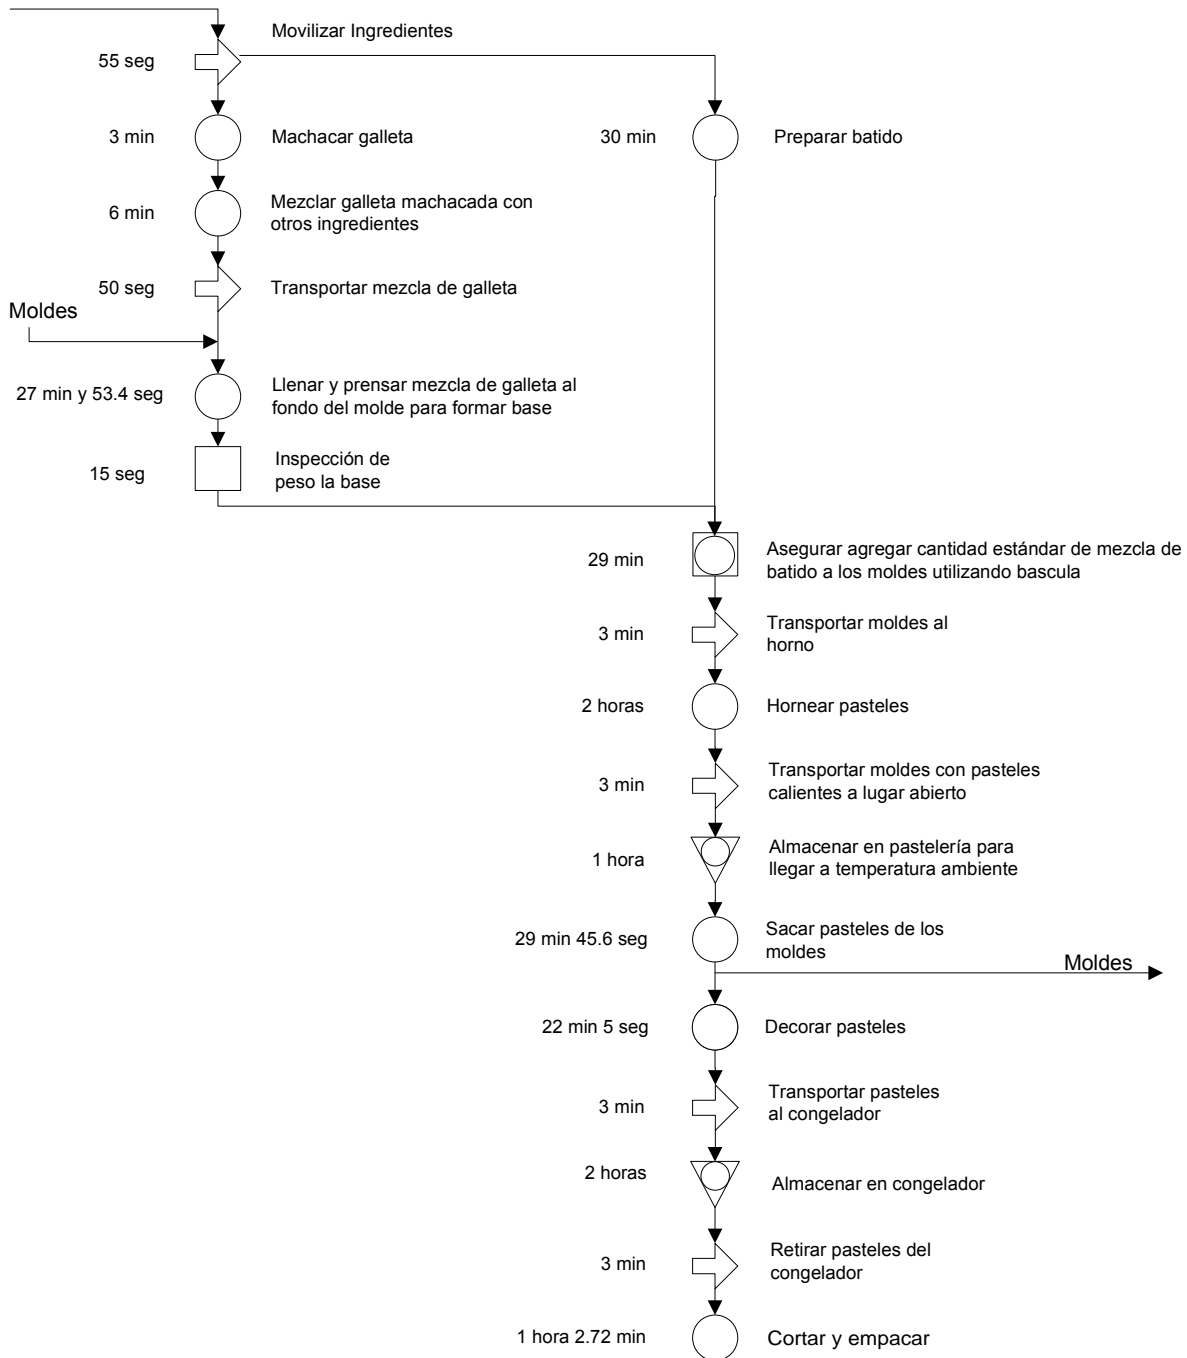 Movilizar Ingredientes
55 seg
3 min
Machacar galleta
30 min
Preparar batido
6 min
Mezclar galleta machacada con
otros ingredientes
50 seg
Transportar mezcla de galleta
Moldes
27 min y 53.4 seg
Llenar y prensar mezcla de galleta al
fondo del molde para formar base
15 seg
Inspección de
peso la base
29 min
Asegurar agregar cantidad estándar de mezcla de
batido a los moldes utilizando bascula
3 min
Transportar moldes al
horno
2 horas
Hornear pasteles
3 min
Transportar moldes con pasteles
calientes a lugar abierto
1 hora
Almacenar en pastelería para
llegar a temperatura ambiente
29 min 45.6 seg
Sacar pasteles de los
moldes
Moldes
22 min 5 seg
Decorar pasteles
3 min
Transportar pasteles
al congelador
2 horas
Almacenar en congelador
3 min
Retirar pasteles del
congelador
1 hora 2.72 min
Cortar y empacar